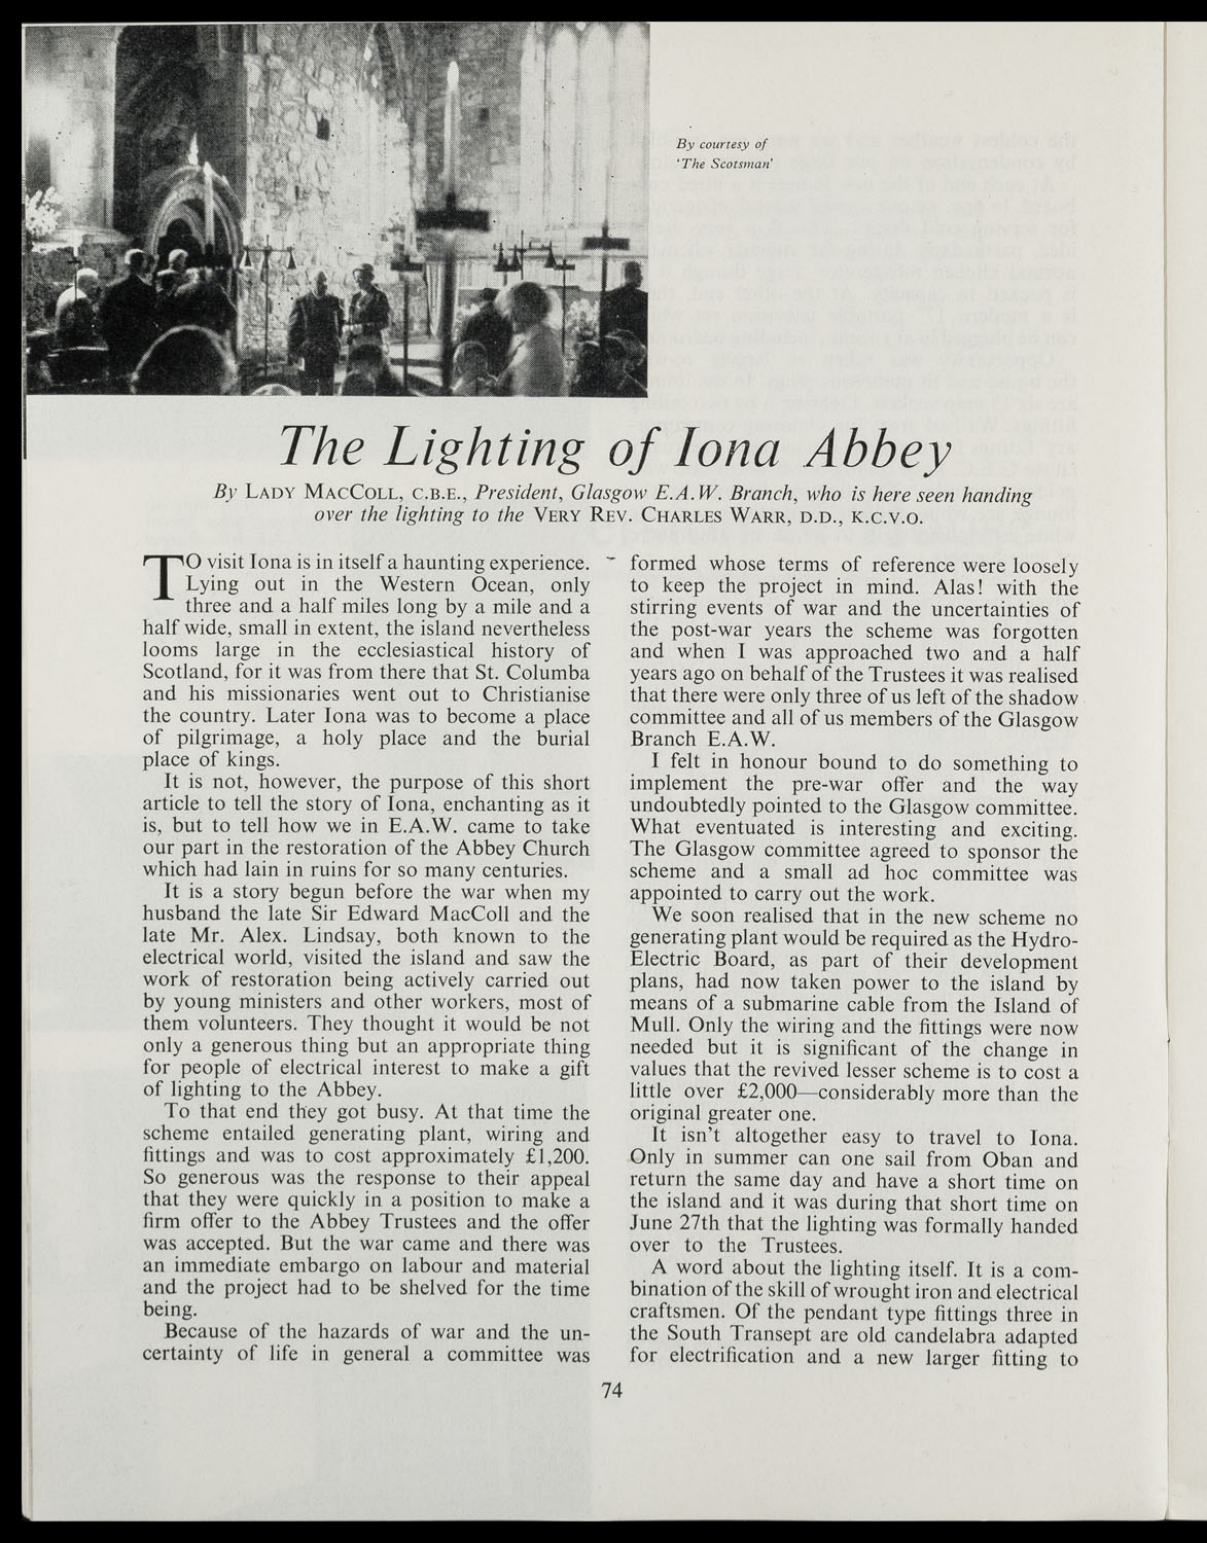 By courtesy of
'The Scotsman'
The Lighting of Iona Abbey
By LADY MACCOLL, C.B.E., President, Glasgow E.A.W. Branch, who is here seen handing
over the lighting to the VERY REV. CHARLES WARR, D.D., K.C.V.O.
TO visit Iona is in itself a haunting experience.
Lying out in the Western Ocean, only
three and a half miles long by a mile and a
half wide, small in extent, the island nevertheless
looms large in the ecclesiastical history of
Scotland, for it was from there that St. Columba
and his missionaries went out to Christianise
the country. Later Iona was to become a place
of pilgrimage, a holy place and the burial
place of kings.
It is not, however, the purpose of this short
article to tell the story of Iona, enchanting as it
is, but to tell how we in E.A.W. came to take
our part in the restoration of the Abbey Church
which had lain in ruins for so many centuries.
It is a story begun before the war when my
husband the late Sir Edward MacColl and the
late Mr. Alex. Lindsay, both known to the
electrical world, visited the island and saw the
work of restoration being actively carried out
by young ministers and other workers, most of
them volunteers. They thought it would be not
only a generous thing but an appropriate thing
for people of electrical interest to make a gift
of lighting to the Abbey.
To that end they got busy. At that time the
scheme entailed generating plant, wiring and
fittings and was to cost approximately £1,200.
So generous was the response to their appeal
that they were quickly in a position to make a
firm offer to the Abbey Trustees and the offer
was accepted. But the war came and there was
an immediate embargo on labour and material
and the project had to be shelved for the time
being.
Because of the hazards of war and the un-
certainty of life in general a committee was
formed whose terms of reference were loosely
to keep the project in mind. Alas! with the
stirring events of war and the uncertainties of
the post-war years the scheme was forgotten
and when I was approached two and a half
years ago on behalf of the Trustees it was realised
that there were only three of us left of the shadow
committee and all of us members of the Glasgow
Branch E.A.W.
I felt in honour bound to do something to
implement the pre-war offer and the way
undoubtedly pointed to the Glasgow committee.
What eventuated is interesting and exciting.
The Glasgow committee agreed to sponsor the
scheme and a small ad hoc committee was
appointed to carry out the work.
We soon realised that in the new scheme no
generating plant would be required as the Hydro-
Electric Board, as part of their development
plans, had now taken power to the island by
means of a submarine cable from the Island of
Mull. Only the wiring and the fittings were now
needed but it is significant of the change in
values that the revived lesser scheme is to cost a
little over £2,000—considerably more than the
original greater one.
It isn't altogether easy to travel to Iona.
Only in summer can one sail from Oban and
return the same day and have a short time on
the island and it was during that short time on
June 27th that the lighting was formally handed
over to the Trustees.
A word about the lighting itself. It is a com-
bination of the skill of wrought iron and electrical
craftsmen. Of the pendant type fittings three in
the South Transept are old candelabra adapted
for electrification and a new larger fitting to
74